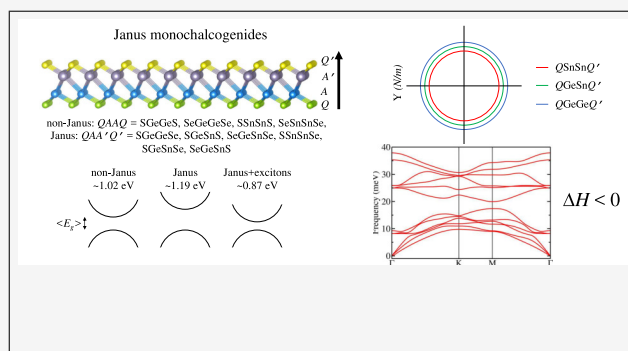 Janus monochalcogenides
Q'
A'
A
Q
non-Janus: QAAQ = SGeGeS, SeGeGeSe, SSnSnS, SeSnSnSe,
Janus: QAA'Q' = SGeGeSe, SGeSnS, SeGeSnSe, SSnSnSe,
SGeSnSe, SeGeSnS
non-Janus
~1.02 eV
Janus
~1.19 eV
Janus+excitons
~0.87 eV
<Eg>
Y (N/m)
QSnSnQ'
QGeSnQ'
QGeGeQ'
Frequency (meV)
40
30
20
10
0
Γ
K
M
Γ
ΔH < 0